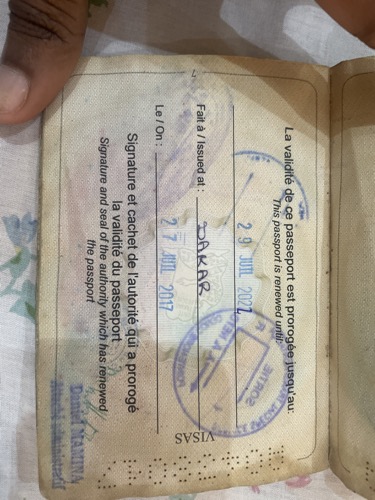 La validité de ce passeport est prorogée jusqu'au:
This passport is renewed until:
29 JUIL 2022
Fait à / Issued at : DAKAR
Le / On : 27 JUIL 2017
Signature et cachet de l'autorité qui a prorogé
la validité du passeport
Signature and seal of the authority which has renewed
the passport
VISAS
7
SORTIE